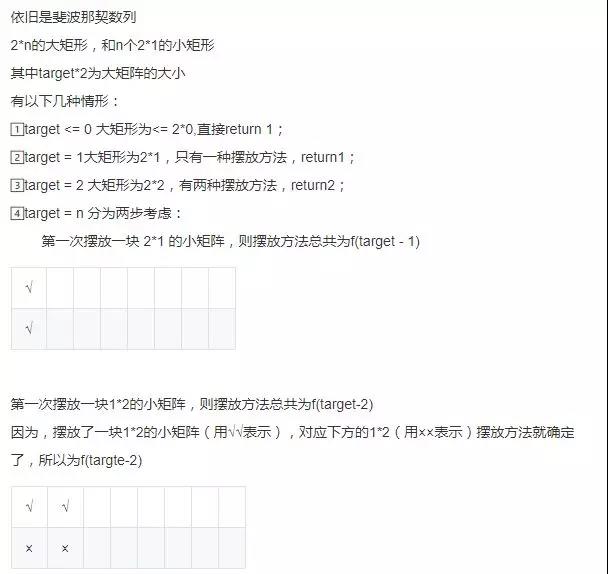 依旧是斐波那契数列
2*n的大矩形，和n个2*1的小矩形
其中target*2为大矩阵的大小
有以下几种情形：
1target <= 0 大矩形为<= 2*0,直接return 1；
2target = 1大矩形为2*1，只有一种摆放方法，return1；
3target = 2 大矩形为2*2，有两种摆放方法，return2；
4target = n 分为两步考虑：
第一次摆放一块 2*1 的小矩阵，则摆放方法总共为f(target - 1)
√
√
第一次摆放一块1*2的小矩阵，则摆放方法总共为f(target-2)
因为，摆放了一块1*2的小矩阵（用√√表示），对应下方的1*2（用××表示）摆放方法就确定
了，所以为f(targte-2)
√ √
× ×